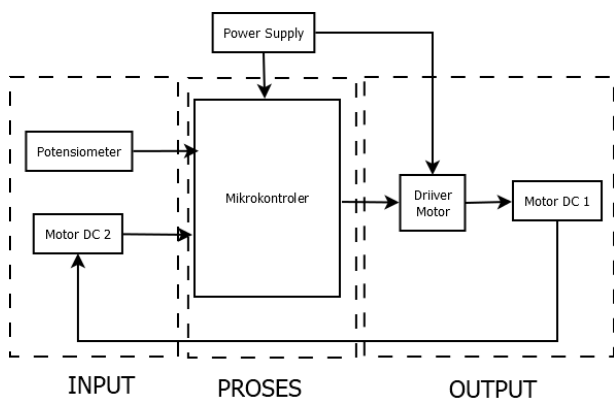 Power Supply
Potensiometer
Mikrokontroler
Driiver
Motor
Motor DC 1
Motor DC 2
INPUT
PROSES
OUTPUT